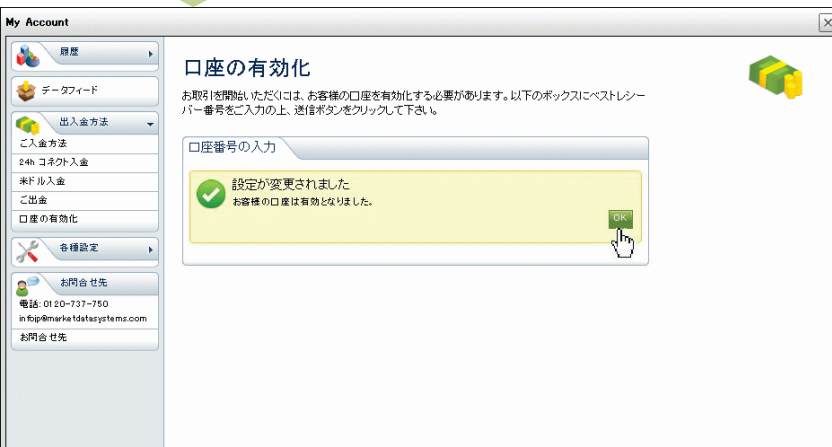 My Account
履歴
データフィード
出入金方法
ご入金方法
24h コネクト入金
米ドル入金
ご出金
口座の有効化
各種設定
お問合せ先
電話: 0120-737-750
infojp@marketdatasystems.com
お問合せ先
口座の有効化
お取引を開始いただくには、お客様の口座を有効化する必要があります。以下のボックスにベストレシー
バー番号をご入力の上、送信ボタンをクリックして下さい。
口座番号の入力
設定が変更されました
お客様の口座は有効となりました。
OK